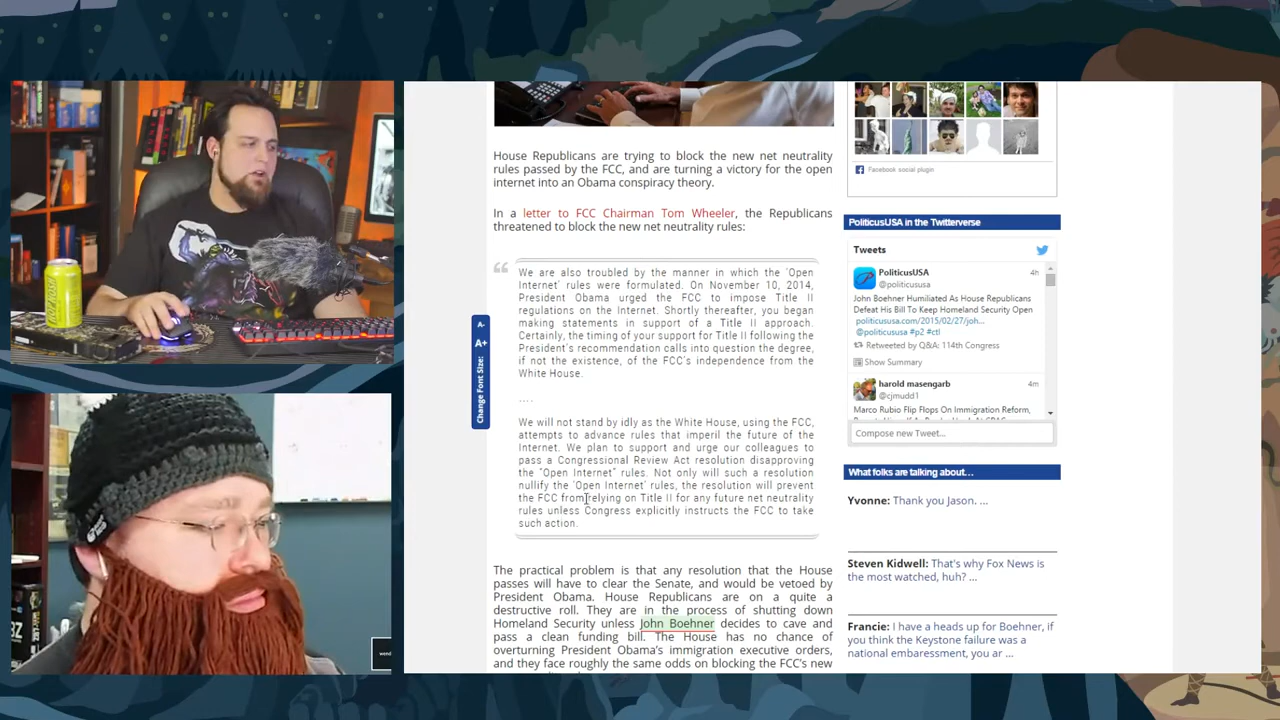 House Republicans are trying to block the new net neutrality
rules passed by the FCC, and are turning a victory for the open
internet into an Obama conspiracy theory.
In a letter to FCC Chairman Tom Wheeler, the Republicans
threatened to block the new net neutrality rules:
We are also troubled by the manner in which the 'Open
Internet' rules were formulated. On November 10, 2014,
President Obama urged the FCC to impose Title II
regulations on the Internet. Shortly thereafter, you began
making statements in support of a Title II approach.
Certainly, the timing of your support for Title II following the
President's recommendation calls into question the degree,
if not the existence, of the FCC's independence from the
White House.
....
We will not stand by idly as the White House, using the FCC,
attempts to advance rules that imperil the future of the
Internet. We plan to support and urge our colleagues to
pass a Congressional Review Act resolution disapproving
the "Open Internet" rules. Not only will such a resolution
nullify the 'Open Internet' rules, the resolution will prevent
the FCC from relying on Title II for any future net neutrality
rules unless Congress explicitly instructs the FCC to take
such action.
The practical problem is that any resolution that the House
passes will have to clear the Senate, and would be vetoed by
President Obama. House Republicans are on a quite a
destructive roll. They are in the process of shutting down
Homeland Security unless John Boehner decides to cave and
pass a clean funding bill. The House has no chance of
overturning President Obama's immigration executive orders,
and they face roughly the same odds on blocking the FCC's new
A-
A+
Change Font Size:
Facebook social plugin
PoliticusUSA in the Twitterverse
Tweets
PoliticusUSA 4h
@politicususa
John Boehner Humiliated As House Republicans
Defeat His Bill To Keep Homeland Security Open
politicususa.com/2015/02/27/joh...
@politicususa #p2 #ctl
Retweeted by Q&A: 114th Congress
Show Summary
harold masengarb 4m
@cjmudd1
Marco Rubio Flip Flops On Immigration Reform,
Compose new Tweet...
What folks are talking about...
Yvonne: Thank you Jason. ...
Steven Kidwell: That's why Fox News is
the most watched, huh? ...
Francie: I have a heads up for Boehner, if
you think the Keystone failure was a
national embaressment, you ar ...